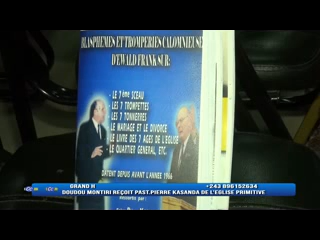 BLASPHEMES ET TROMPERIES CALOMNIEUSE
D'EWALD FRANK SUR:
- LE 7ème SCEAU
- LES 7 TROMPETTES
- LES 7 TONNERRES
- LE MARIAGE ET LE DIVORCE
- LE LIVRE DES 7 AGES DE L'EGLISE
- LE QUARTIER GENERAL, ETC.
DATENT DEPUIS AVANT L'ANNEE 1966
GRAND H
+243 896152634
DOUDOU MONTIRI REÇOIT PAST.PIERRE KASANDA DE L'EGLISE PRIMITIVE
par: